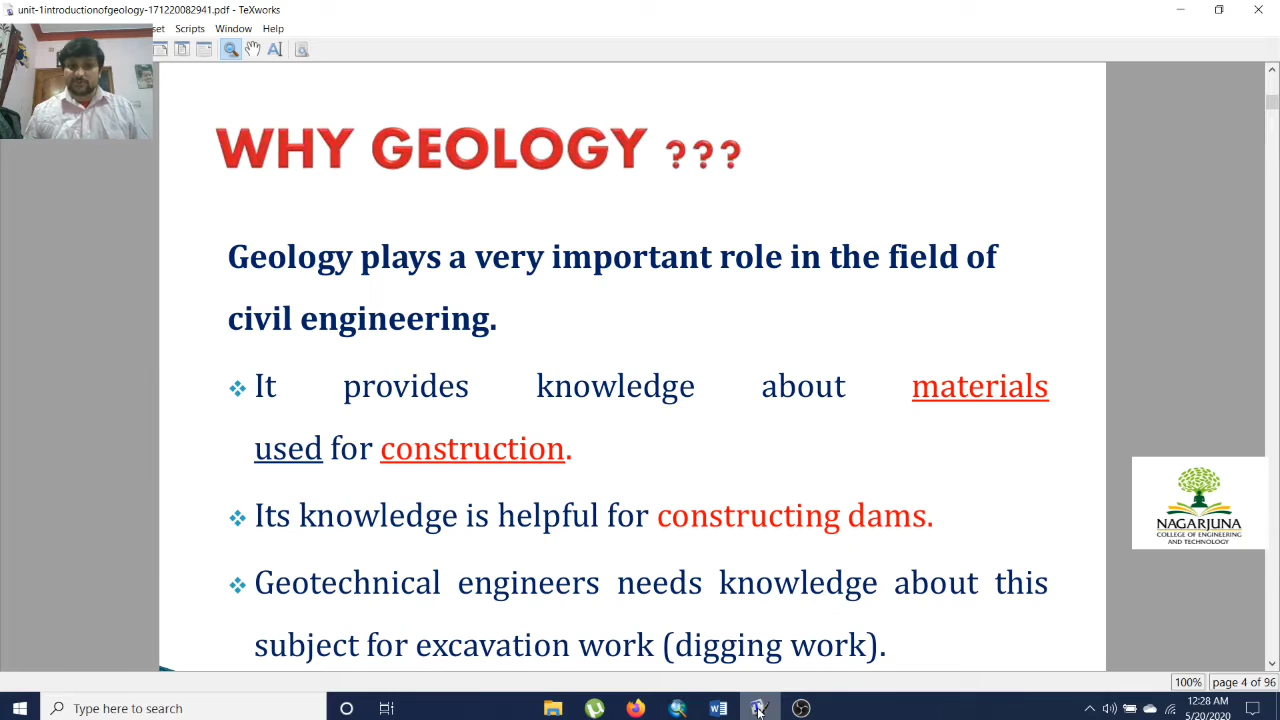 unit-1introductionofgeology-171220082941.pdf - TeXworks
set Scripts Window Help
WHY GEOLOGY ???
Geology plays a very important role in the field of
civil engineering.
❖ It provides knowledge about materials
used for construction.
❖ Its knowledge is helpful for constructing dams.
❖ Geotechnical engineers needs knowledge about this
subject for excavation work (digging work).
NAGARJUNA
COLLEGE OF ENGINEERING
AND TECHNOLOGY
100% page 4 of 96
Type here to search
12:28 AM
5/20/2020